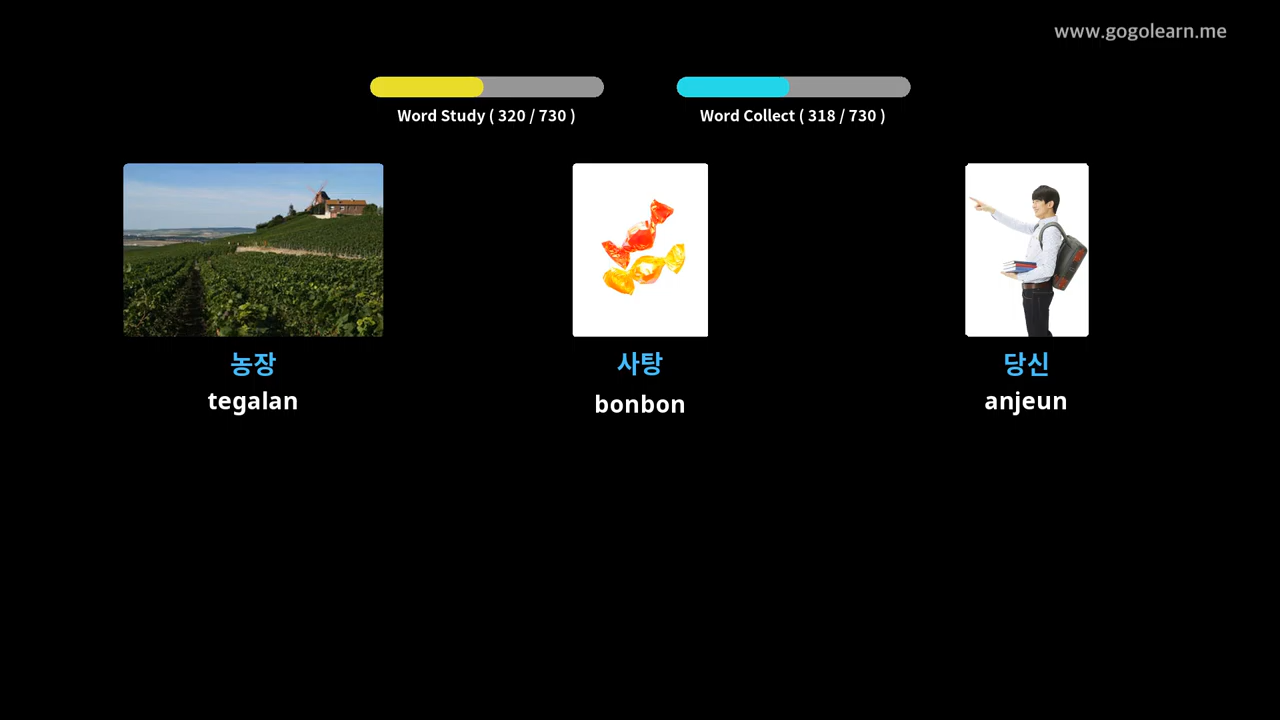 www.gogolearn.me
Word Study ( 320 / 730 )
Word Collect ( 318 / 730 )
농장
tegalan
사탕
bonbon
당신
anjeun